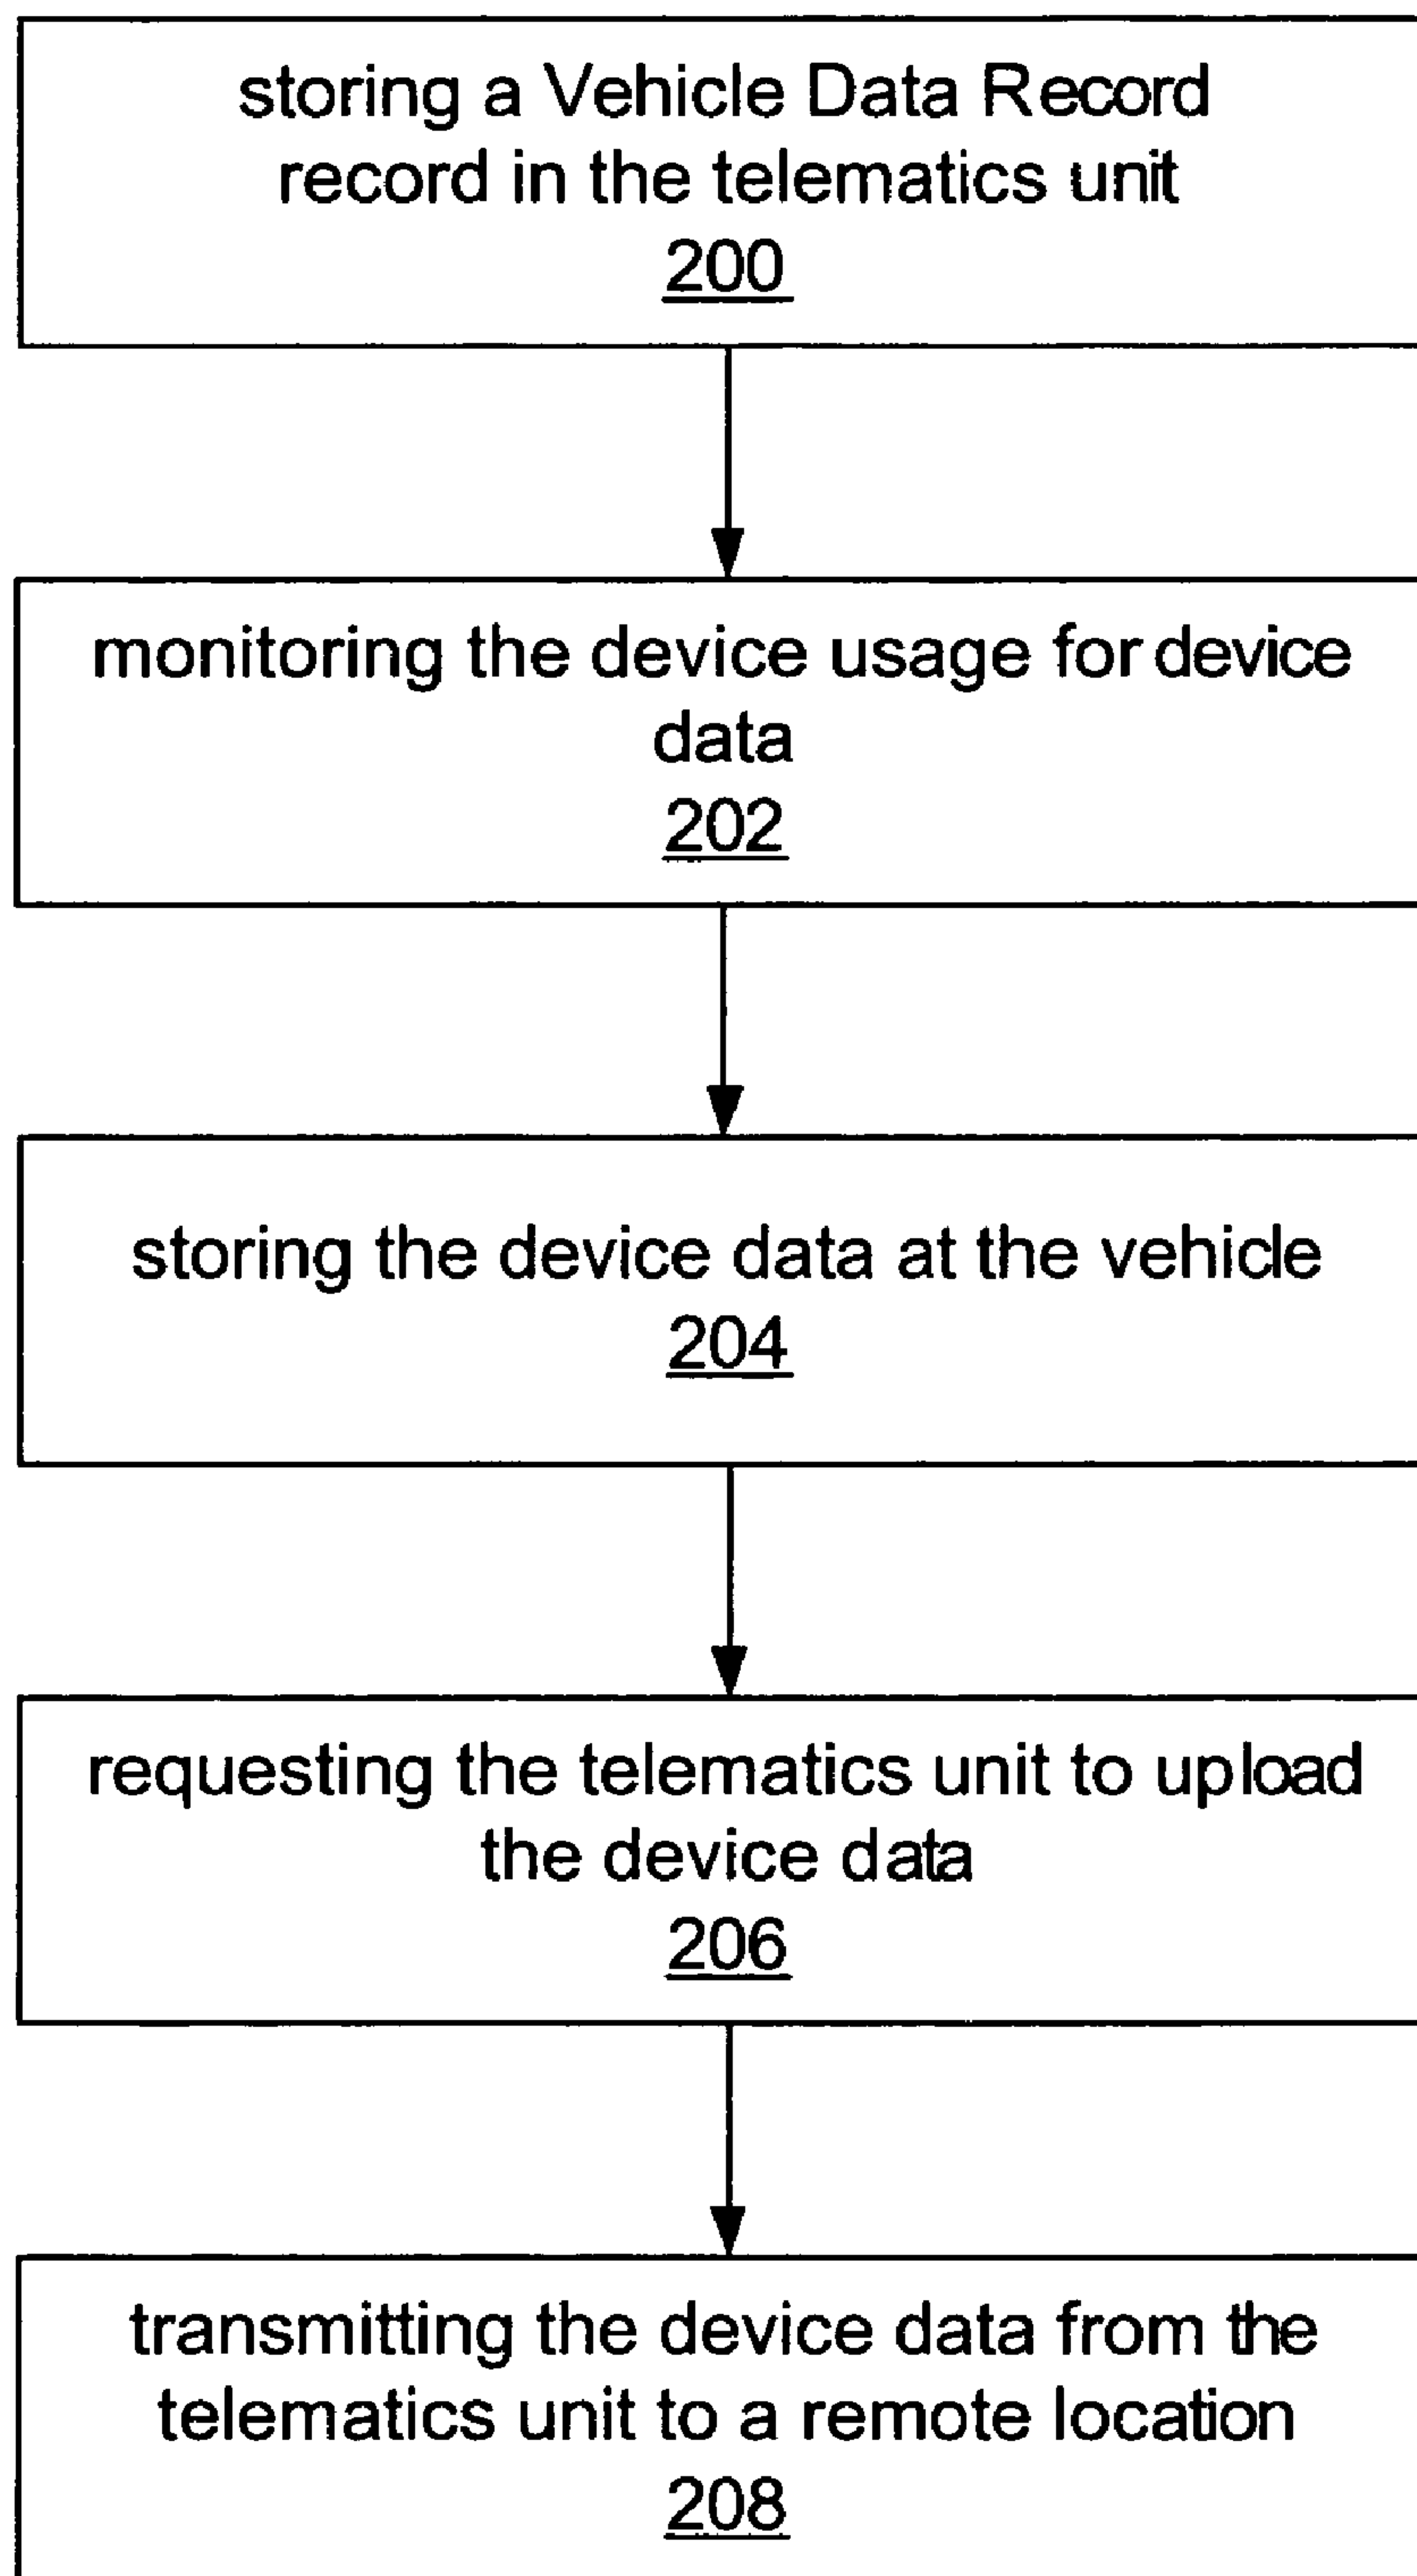 storing a Vehicle Data Record
record in the telematics unit
200
monitoring the device usage for device
data
202
storing the device data at the vehicle
204
requesting the telematics unit to upload
the device data
206
transmitting the device data from the
telematics unit to a remote location
208